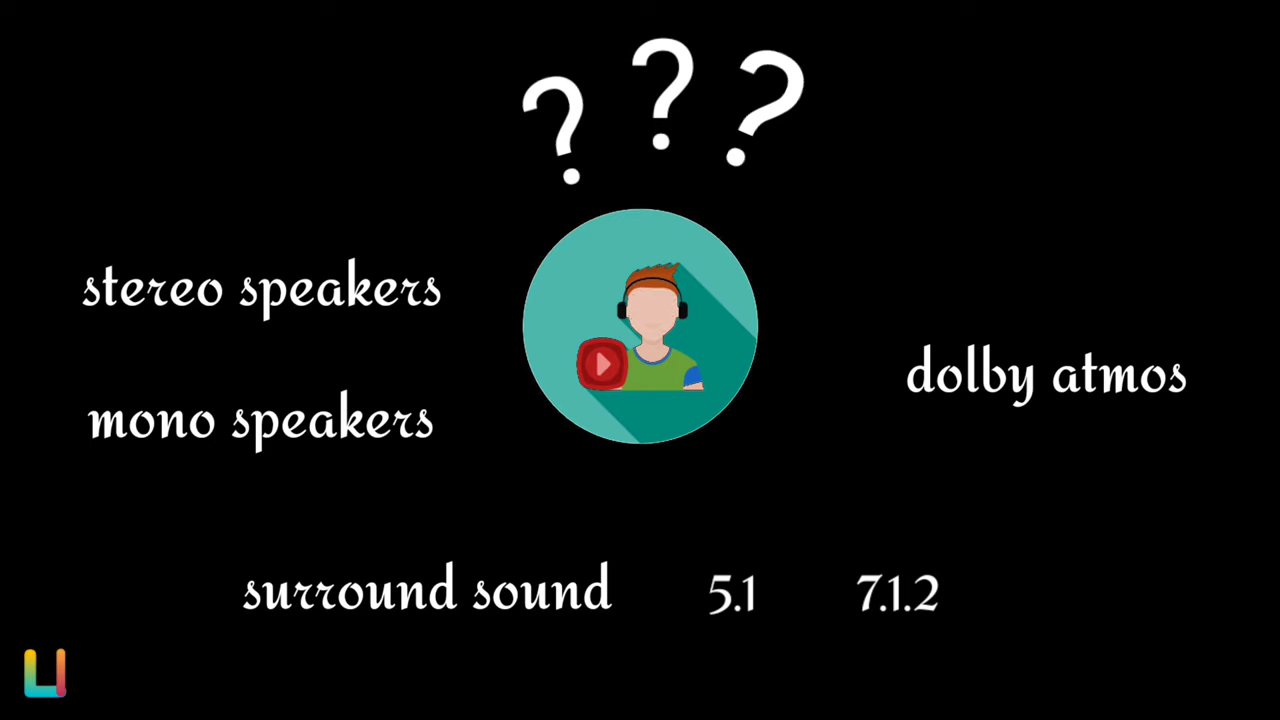 ? ? ?
stereo speakers
dolby atmos
mono speakers
surround sound 5.1 7.1.2